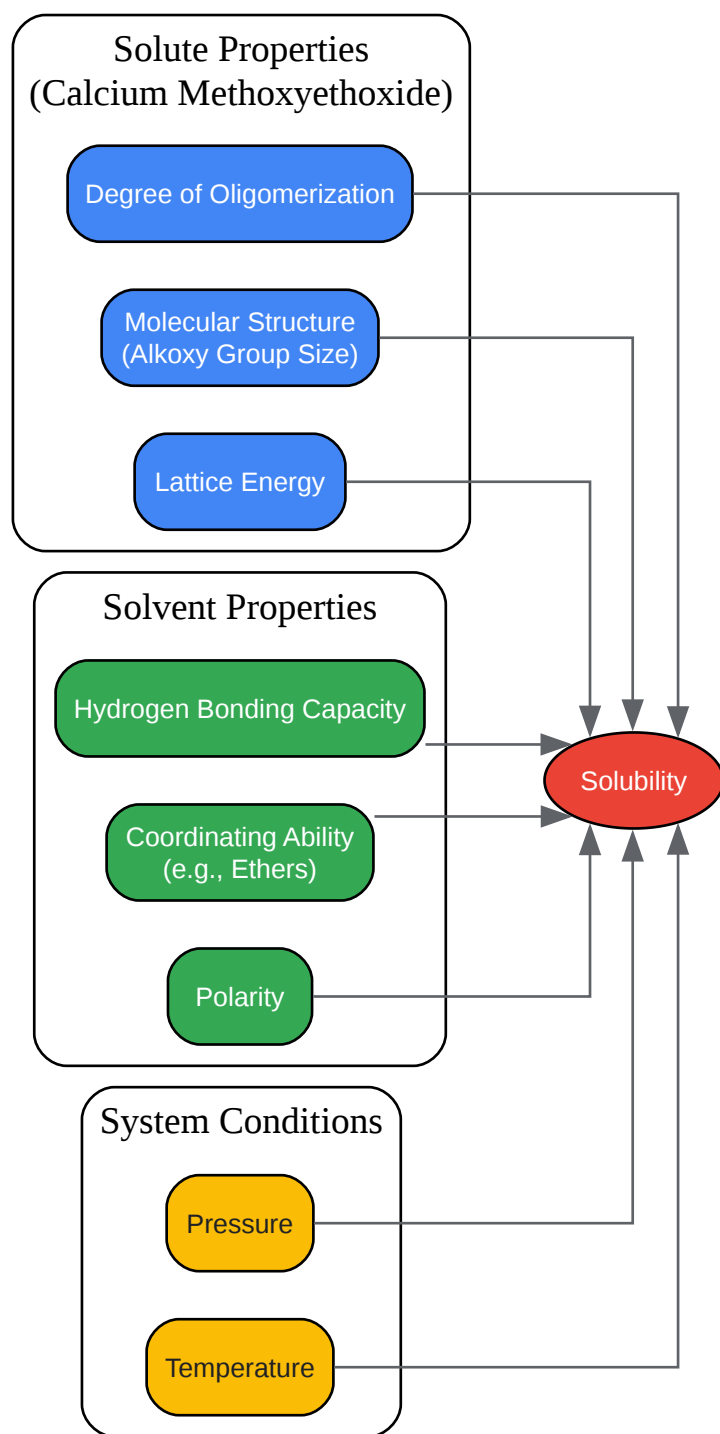 Solute Properties
(Calcium Methoxyethoxide)
Degree of Oligomerization
Molecular Structure
(Alkoxy Group Size)
Lattice Energy
Solvent Properties
Hydrogen Bonding Capacity
Coordinating Ability
(e.g., Ethers)
Polarity
Solubility
System Conditions
Pressure
Temperature